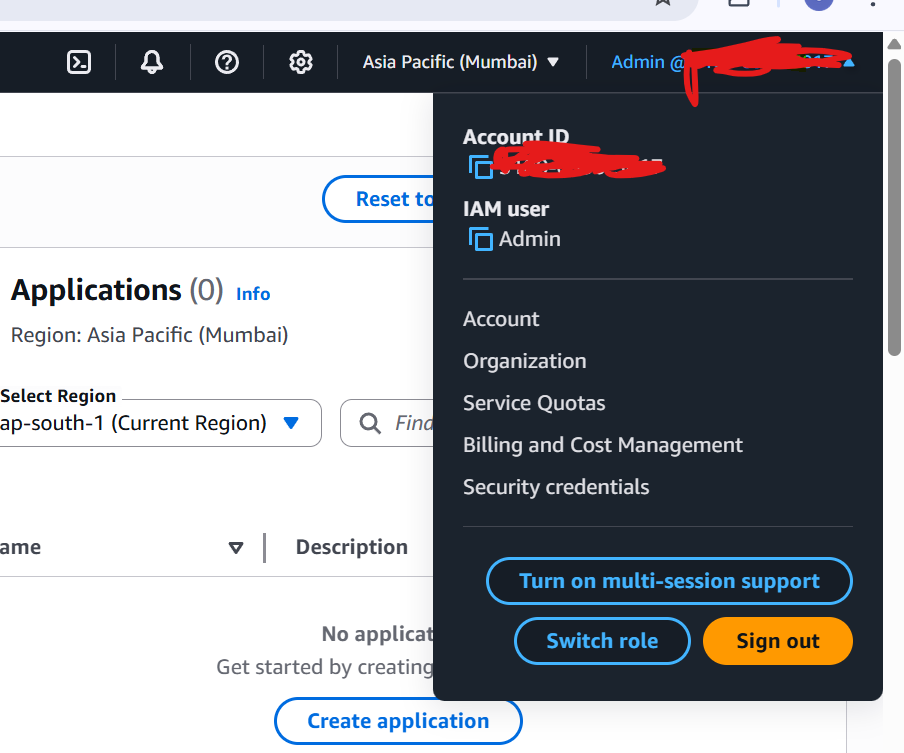 Asia Pacific (Mumbai)
Admin @
Account ID
IAM user
Admin
Account
Organization
Service Quotas
Billing and Cost Management
Security credentials
Turn on multi-session support
Switch role
Sign out
Reset to
Applications (0) Info
Region: Asia Pacific (Mumbai)
Select Region
ap-south-1 (Current Region)
Find
ame
Description
No applicat
Get started by creating
Create application